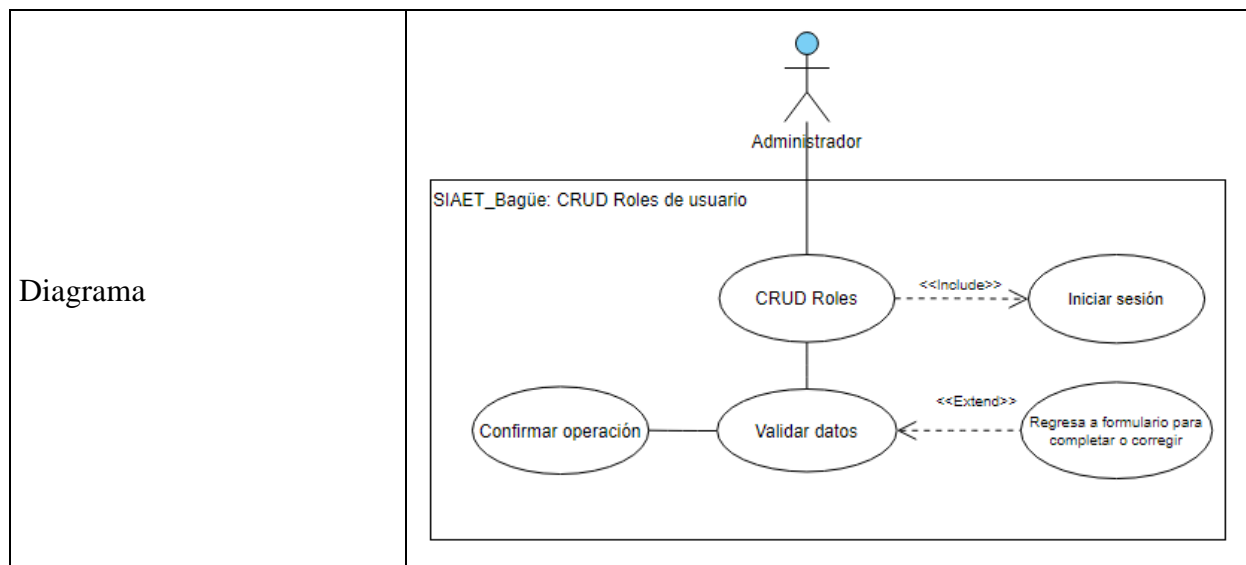 Diagrama
Administrador
SIAET_Bagüe: CRUD Roles de usuario
CRUD Roles
<<Include>>
Iniciar sesión
Confirmar operación
Validar datos
<<Extend>>
Regresa a formulario para
completar o corregir